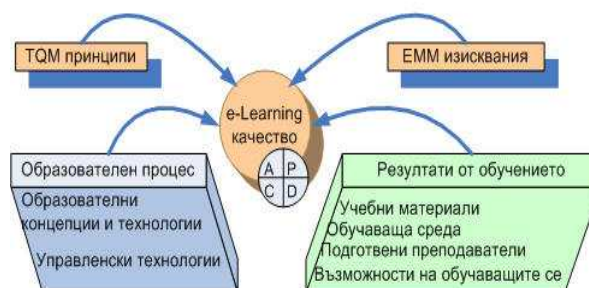 TQM принципи
EMM изисквания
e-Learning
качество
A P
C D
Образователен процес
Образователни
концепции и технологии
Управленски технологии
Резултати от обучението
Учебни материали
Обучаваща среда
Подготвени преподаватели
Възможности на обучаващите се